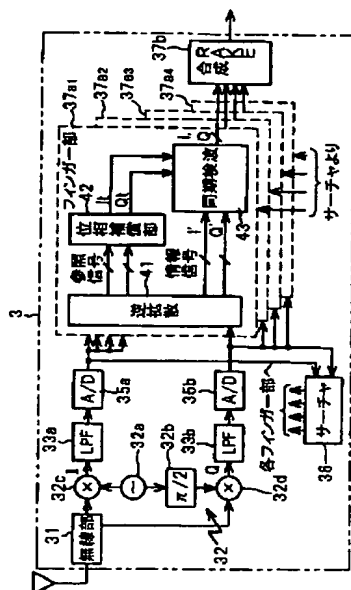 3
31
無線部
32
32c
×
I
33a
LPF
35a
A/D
32a
~
32b
π/2
32d
×
Q
33b
LPF
35b
A/D
各フィンガー部へ
サーチャ
36
37a1
37a2
37a3
37a4
フィンガー部
41
逆拡散
参照信号
42
位相補償部
It
Qt
情報信号
I'
Q'
43
同期検波
サーチャより
37b
RAKE
合成